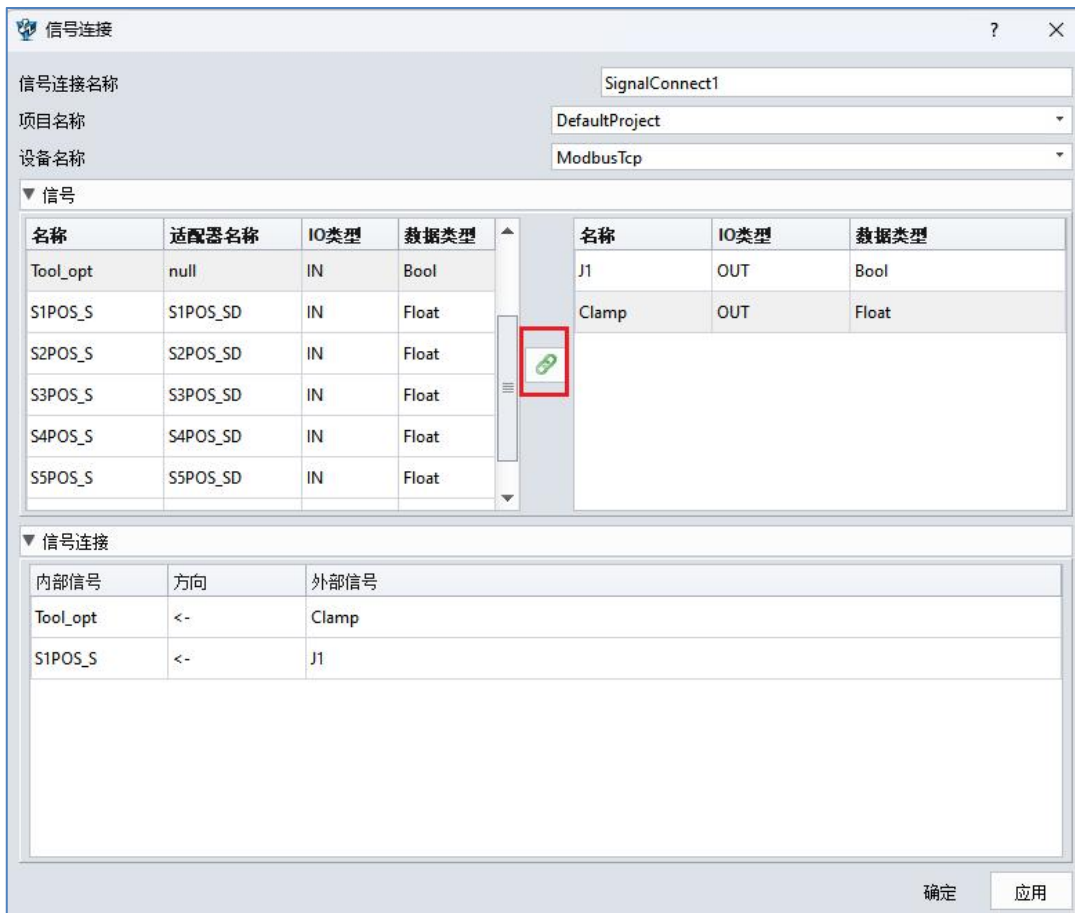 信号连接
?
信号连接名称 SignalConnect1
项目名称 DefaultProject
设备名称 ModbusTcp
信号
名称 适配器名称 IO类型 数据类型 名称 IO类型 数据类型
Tool_opt null IN Bool J1 OUT Bool
S1POS_S S1POS_SD IN Float Clamp OUT Float
S2POS_S S2POS_SD IN Float
S3POS_S S3POS_SD IN Float
S4POS_S S4POS_SD IN Float
S5POS_S S5POS_SD IN Float
信号连接
内部信号 方向 外部信号
Tool_opt <- Clamp
S1POS_S <- J1
确定 应用